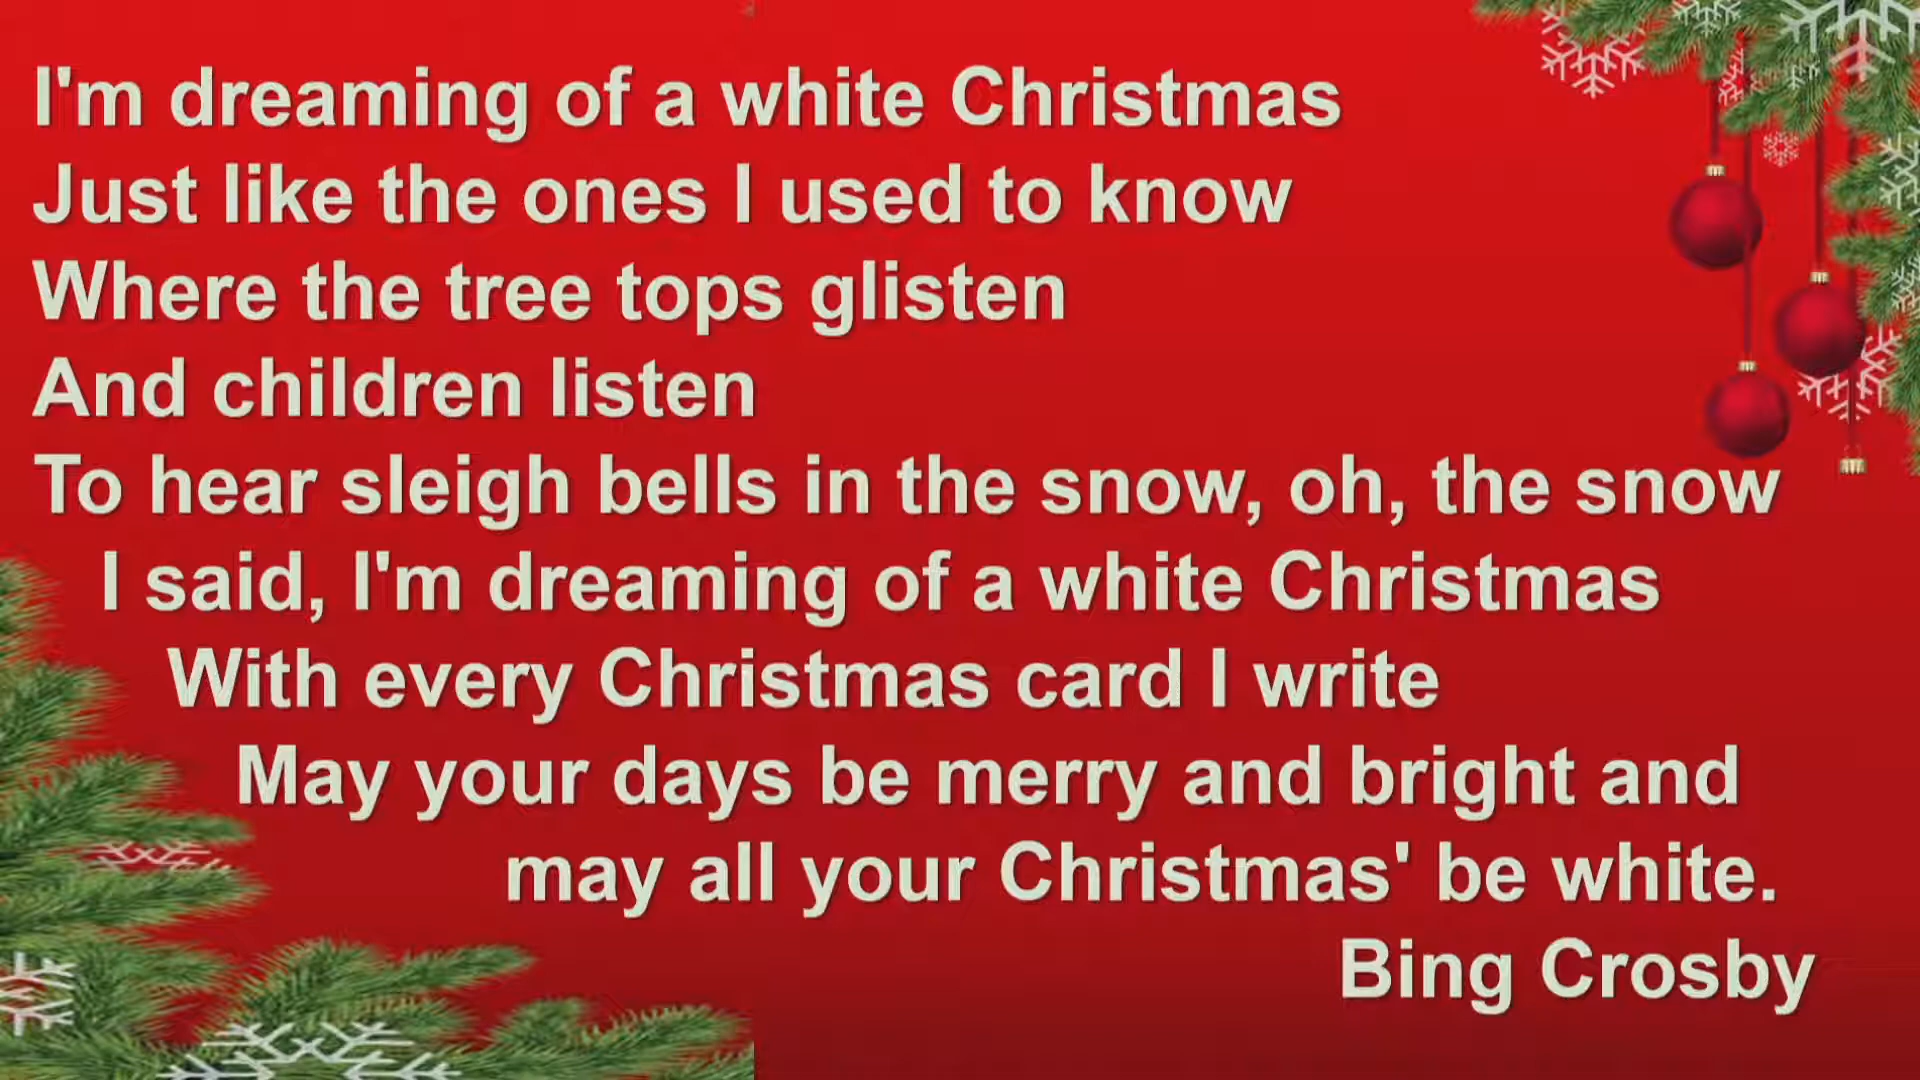 I'm dreaming of a white Christmas
Just like the ones I used to know
Where the tree tops glisten
And children listen
To hear sleigh bells in the snow, oh, the snow
I said, I'm dreaming of a white Christmas
With every Christmas card I write
May your days be merry and bright and
may all your Christmas' be white.
Bing Crosby